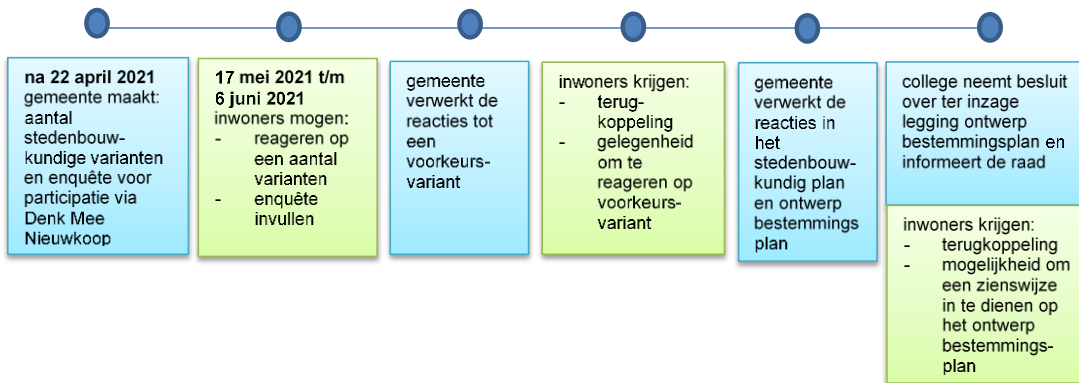 na 22 april 2021
gemeente maakt:
aantal
stedenbouw-
kundige varianten
en enquête voor
participatie via
Denk Mee
Nieuwkoop
17 mei 2021 t/m
6 juni 2021
inwoners mogen:
- reageren op
een aantal
varianten
- enquête
invullen
gemeente
verwerkt de
reacties tot
een
voorkeurs-
variant
inwoners krijgen:
- terug-
koppeling
- gelegenheid
om te
reageren op
voorkeurs-
variant
gemeente
verwerkt de
reacties in
het
stedenbouw-
kundig plan
en ontwerp
bestemmings
plan
college neemt besluit
over ter inzage
legging ontwerp
bestemmingsplan en
informeert de raad
inwoners krijgen:
- terugkoppeling
- mogelijkheid om
een zienswijze
in te dienen op
het ontwerp
bestemmings-
plan